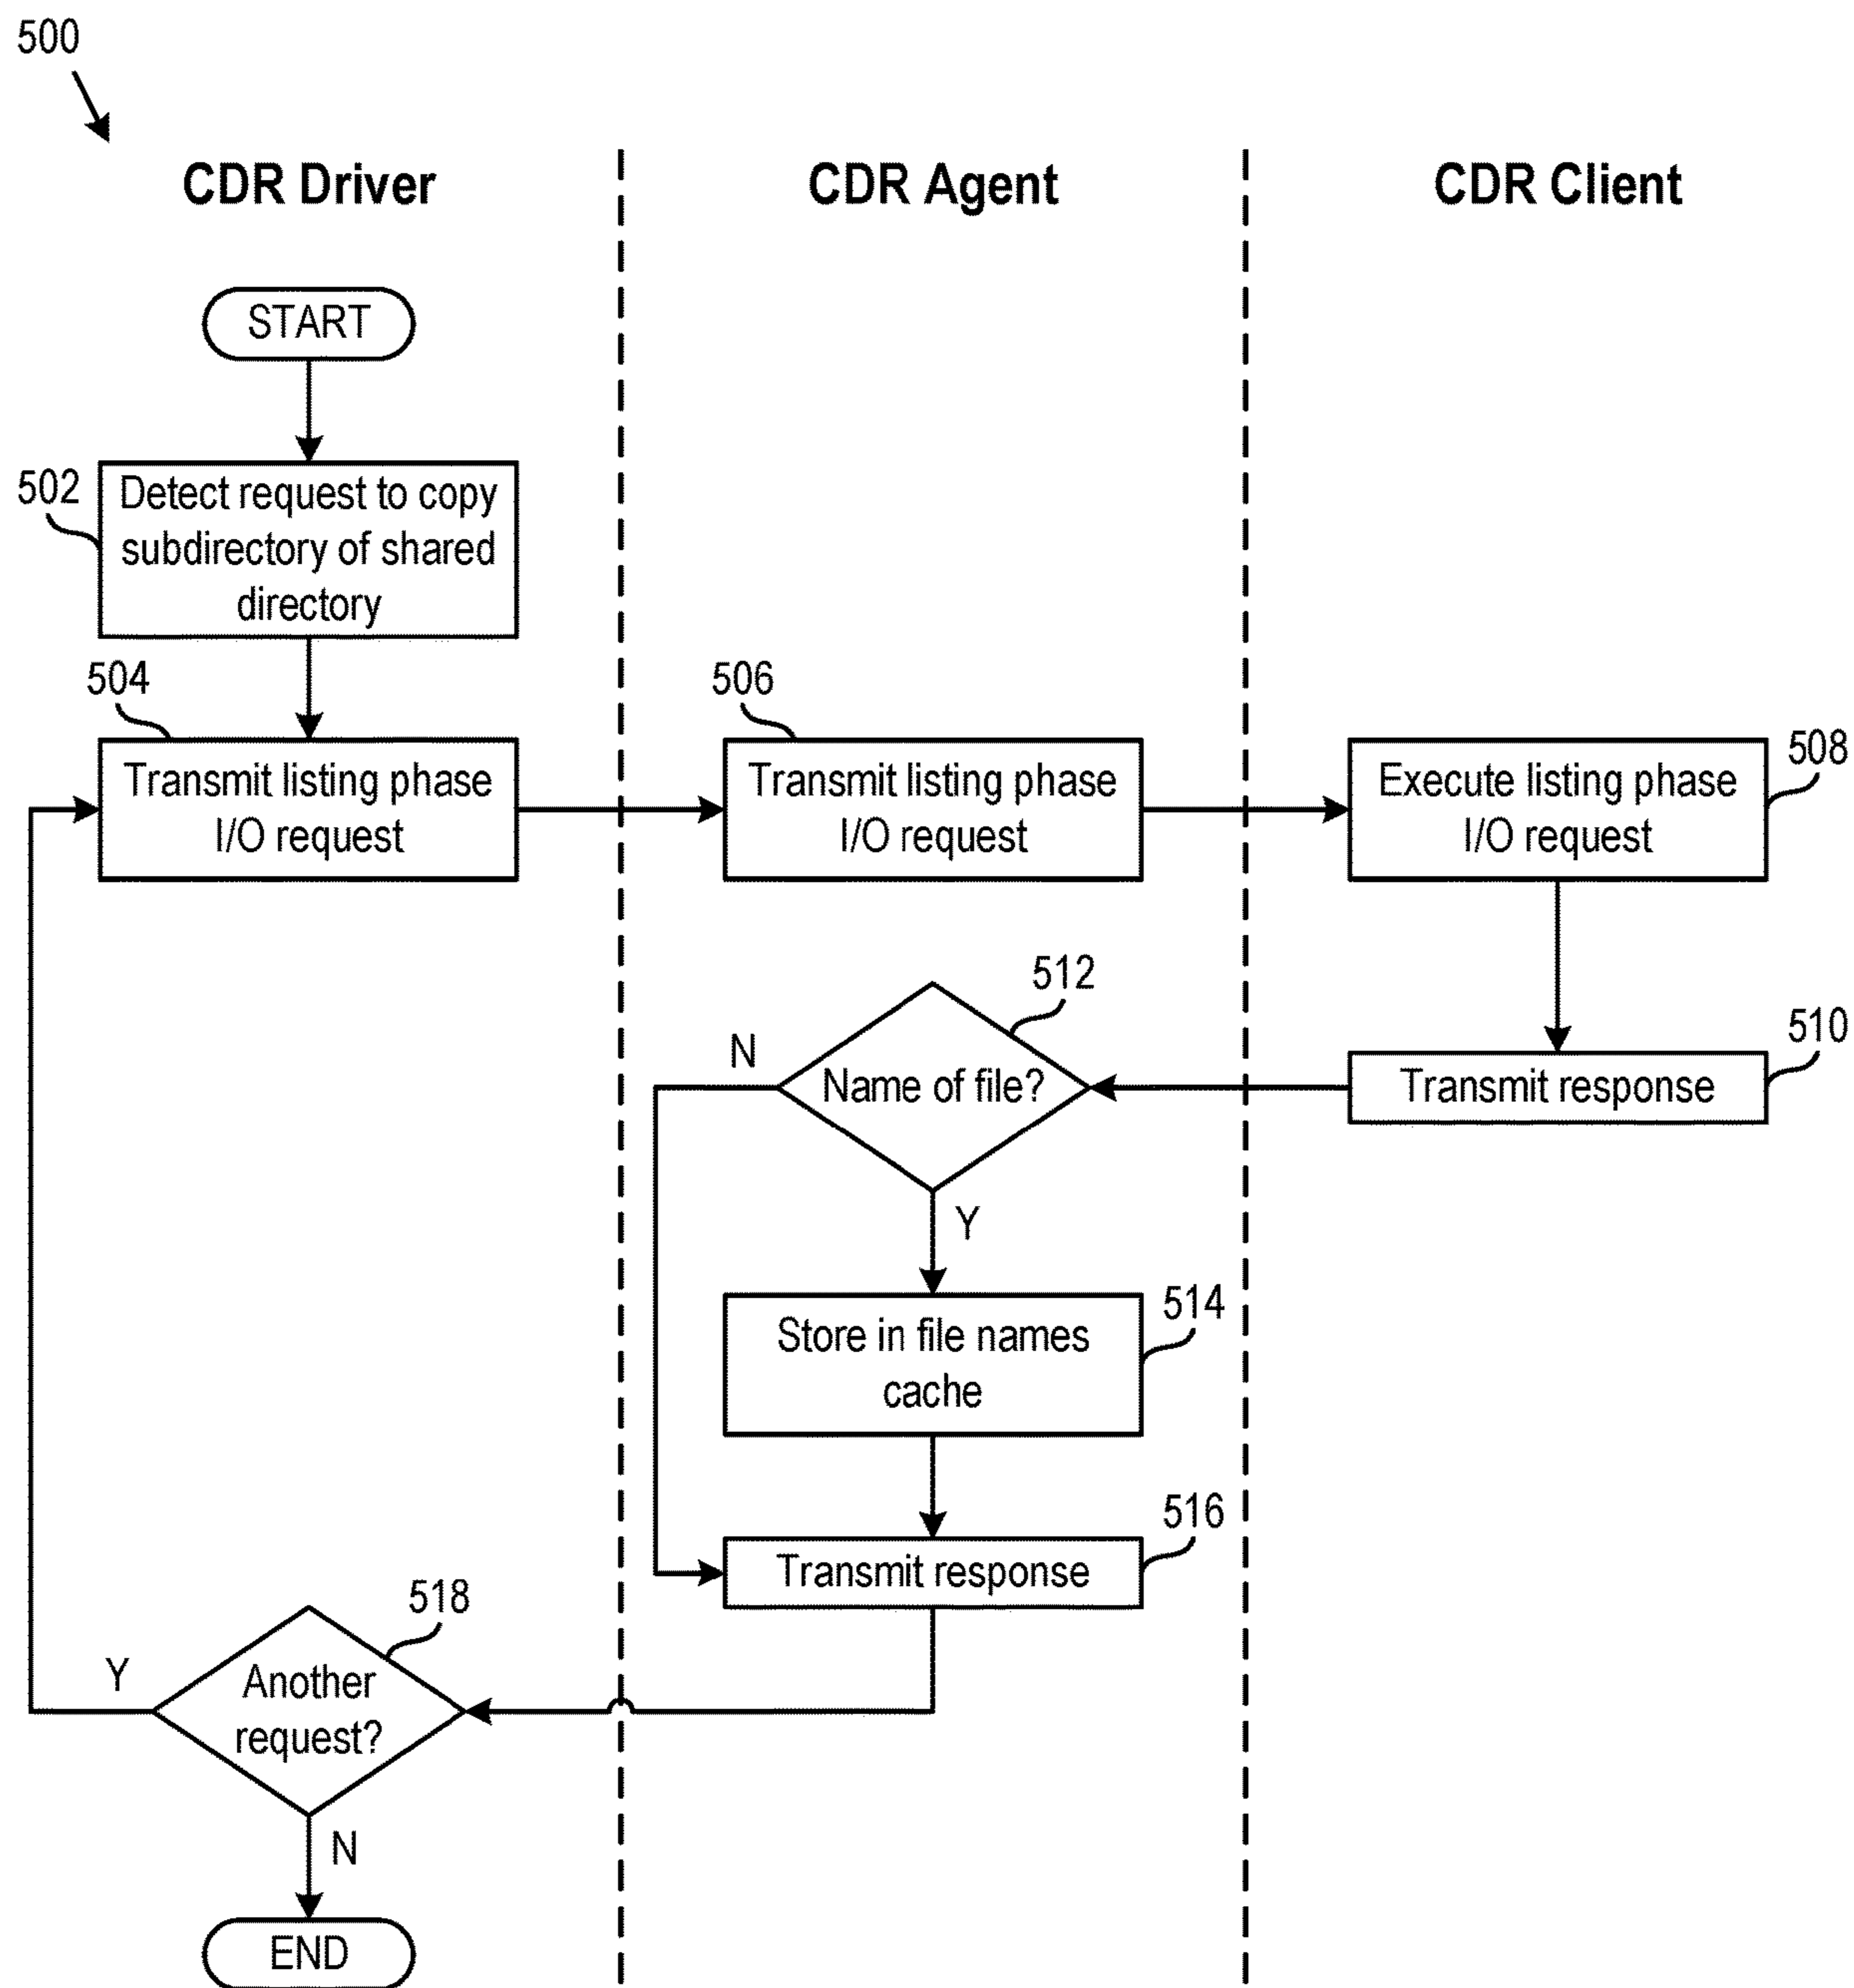 500
CDR Driver
CDR Agent
CDR Client
START
502
Detect request to copy
subdirectory of shared
directory
504
Transmit listing phase
I/O request
506
Transmit listing phase
I/O request
508
Execute listing phase
I/O request
510
Transmit response
512
Name of file?
N
Y
514
Store in file names
cache
516
Transmit response
518
Another
request?
Y
N
END